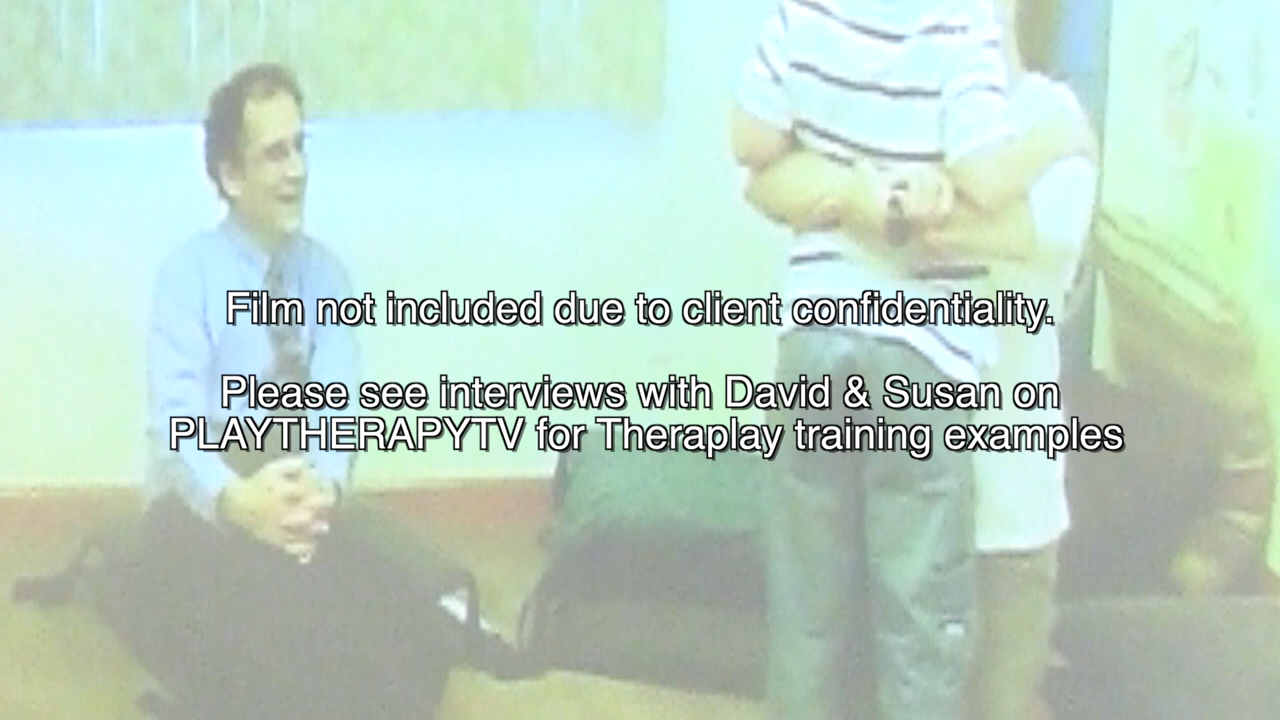 Film not included due to client confidentiality.
Please see interviews with David & Susan on
PLAYTHERAPYTV for Theraplay training examples